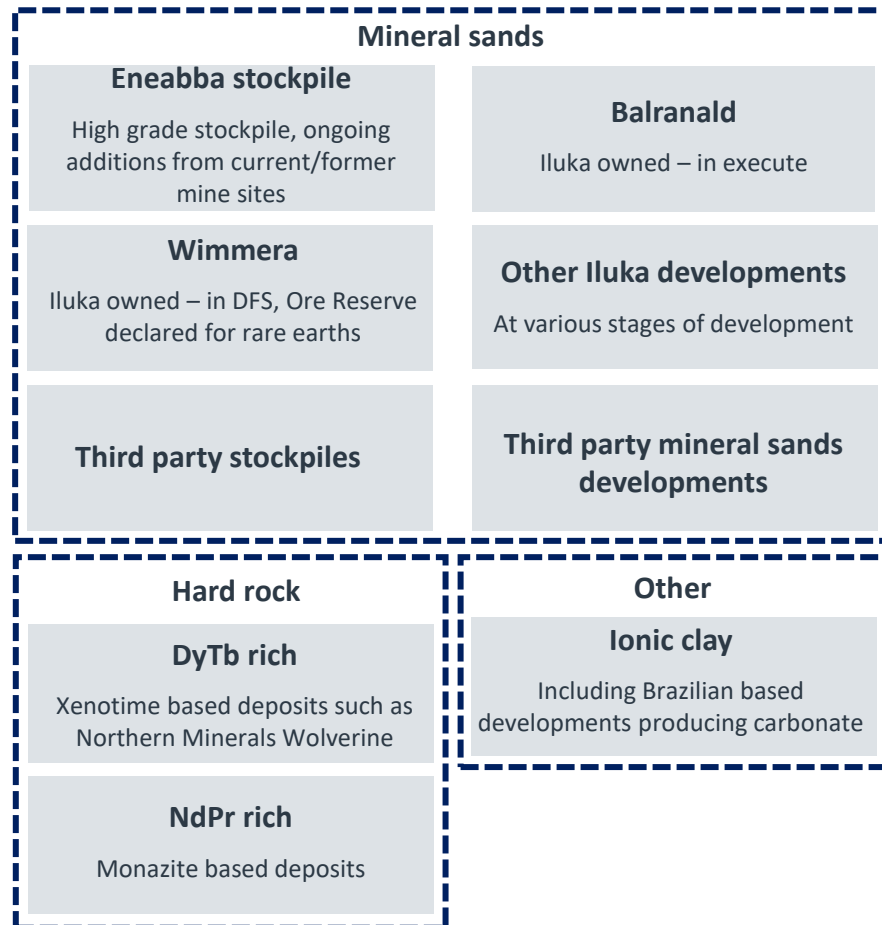 Mineral sands
Eneabba stockpile
High grade stockpile, ongoing
additions from current/former
mine sites
Balranald
Iluka owned – in execute
Wimmera
Iluka owned – in DFS, Ore Reserve
declared for rare earths
Other Iluka developments
At various stages of development
Third party stockpiles
Third party mineral sands
developments
Hard rock
DyTb rich
Xenotime based deposits such as
Northern Minerals Wolverine
NdPr rich
Monazite based deposits
Other
Ionic clay
Including Brazilian based
developments producing carbonate